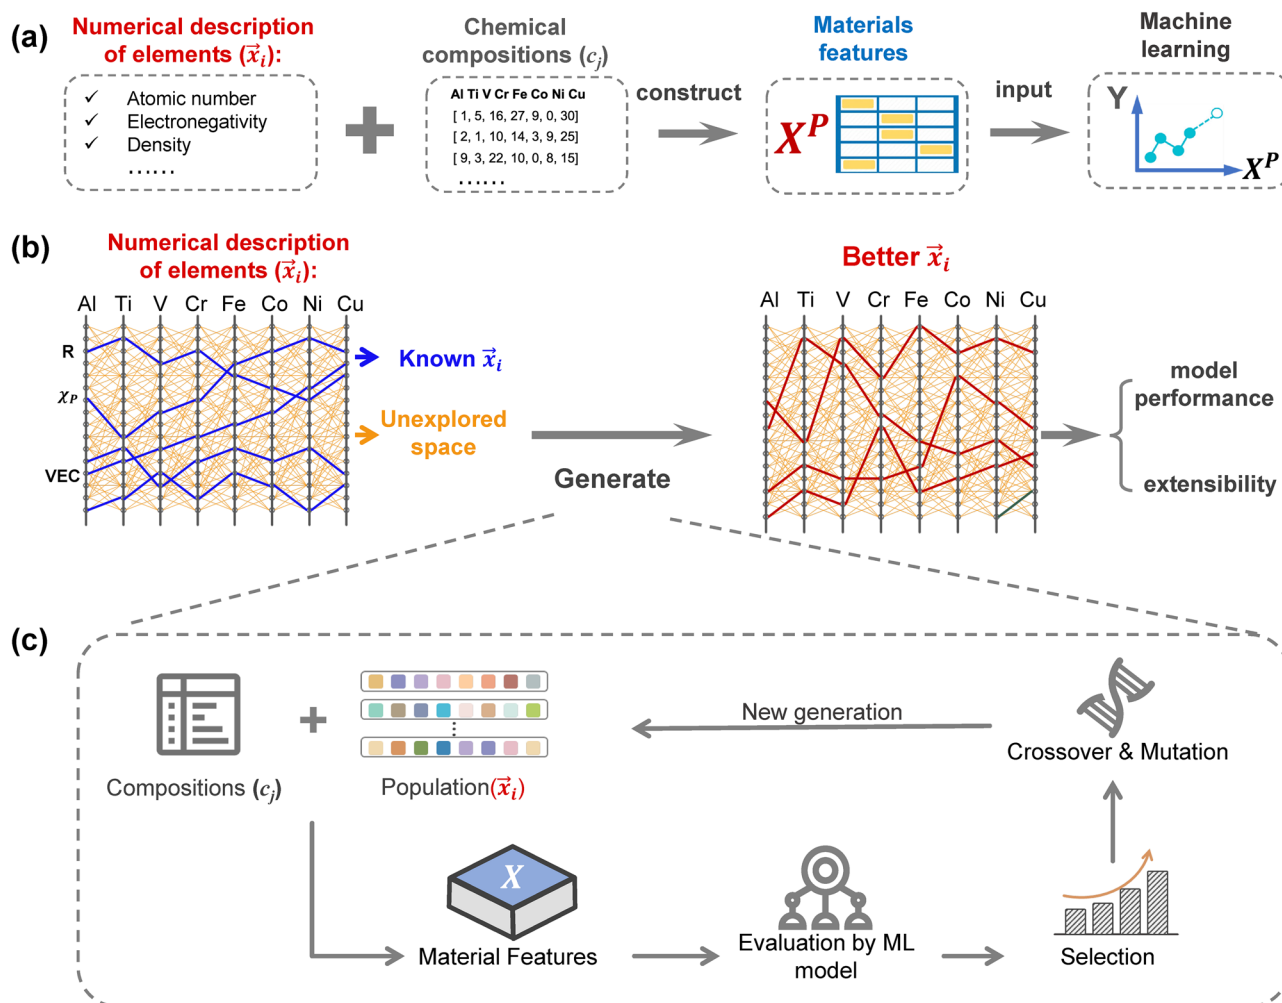 (a)
Numerical description
of elements (x⃗ᵢ):
✓ Atomic number
✓ Electronegativity
✓ Density
······
Chemical
compositions (cⱼ)
Al Ti V Cr Fe Co Ni Cu
[ 1, 5, 16, 27, 9, 0, 30]
[ 2, 1, 10, 14, 3, 9, 25]
[ 9, 3, 22, 10, 0, 8, 15]
······
construct
Materials
features
Xᴾ
input
Machine
learning
Y
Xᴾ
(b)
Numerical description
of elements (x⃗ᵢ):
Al Ti V Cr Fe Co Ni Cu
R
χₚ
VEC
Known x⃗ᵢ
Unexplored
space
Generate
Better x⃗ᵢ
Al Ti V Cr Fe Co Ni Cu
model
performance
extensibility
(c)
Compositions (cⱼ)
+
Population(x⃗ᵢ)
New generation
Crossover & Mutation
X
Material Features
Evaluation by ML
model
Selection